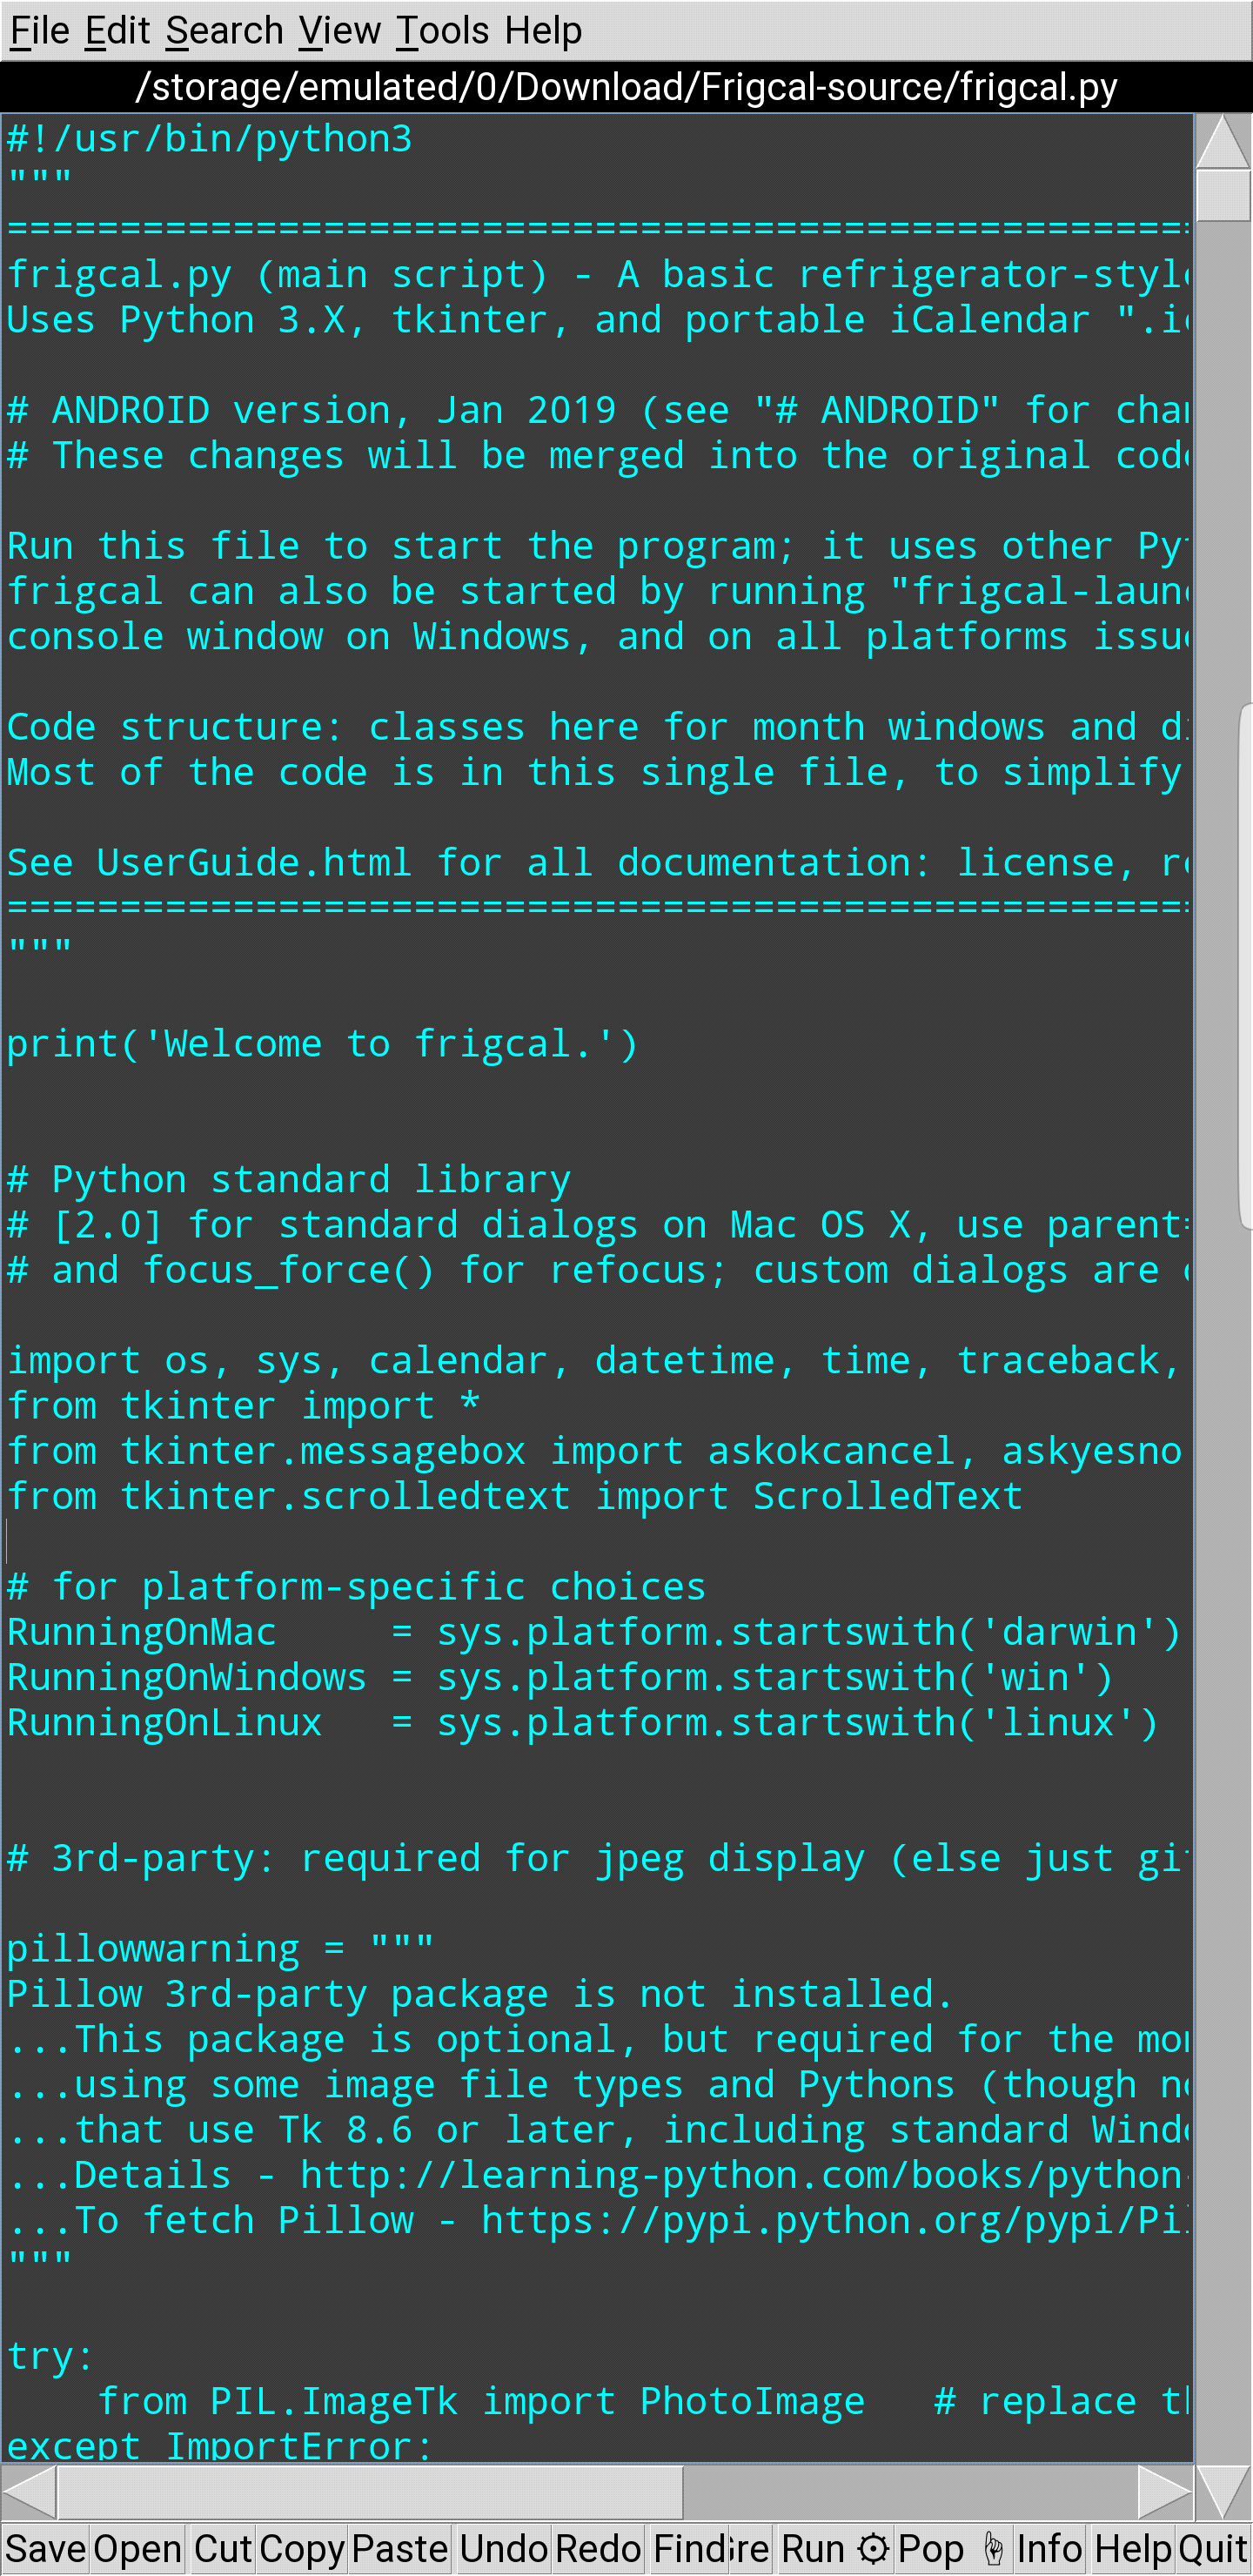 File Edit Search View Tools Help
/storage/emulated/0/Download/Frigcal-source/frigcal.py
#!/usr/bin/python3
"""
=====================================================
frigcal.py (main script) - A basic refrigerator-style
Uses Python 3.X, tkinter, and portable iCalendar
# ANDROID version, Jan 2019 (see "# ANDROID" for
# These changes will be merged into the original code
Run this file to start the program; it uses other
frigcal can also be started by running
console window on Windows, and on all platforms
Code structure: classes here for month windows and
Most of the code is in this single file, to simplify
See UserGuide.html for all documentation: license,
=====================================================
"""
print('Welcome to frigcal.')
# Python standard library
# [2.0] for standard dialogs on Mac OS X, use parent=
# and focus_force() for refocus; custom dialogs are
import os, sys, calendar, datetime, time, traceback,
from tkinter import *
from tkinter.messagebox import askokcancel, askyesno
from tkinter.scrolledtext import ScrolledText
# for platform-specific choices
RunningOnMac     = sys.platform.startswith('darwin')
RunningOnWindows = sys.platform.startswith('win')
RunningOnLinux   = sys.platform.startswith('linux')
# 3rd-party: required for jpeg display (else just
pillowwarning = """
Pillow 3rd-party package is not installed.
...This package is optional, but required for the
...using some image file types and Pythons (though
...that use Tk 8.6 or later, including standard
...Details - http://learning-python.com/books/python-
...To fetch Pillow - https://pypi.python.org/pypi/
"""
try:
    from PIL.ImageTk import PhotoImage   # replace
except ImportError:
Save Open Cut Copy Paste Undo Redo Find Run Pop Info Help Quit